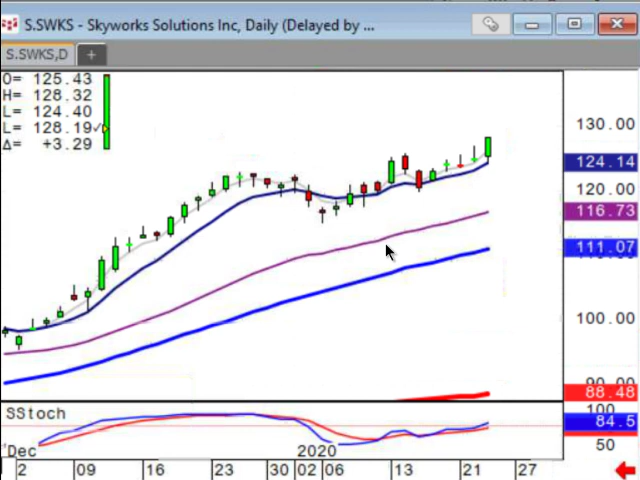 S.SWKS - Skyworks Solutions Inc, Daily (Delayed by ...
S.SWKS,D
+
O= 125.43
H= 128.32
L= 124.40
L= 128.19✓
Δ= +3.29
130.00
124.14
120.00
116.73
111.07
100.00
90.00
88.48
SStoch
100
84.5
50
Dec
2020
2 09 16 23 30 02 06 13 21 27